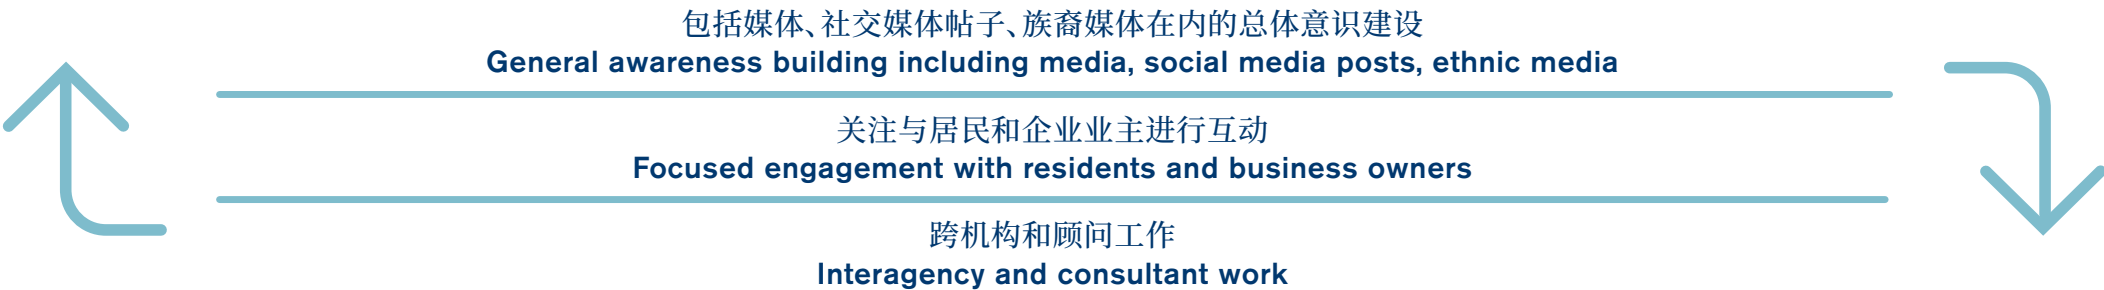 包括媒体、社交媒体帖子、族裔媒体在内的总体意识建设
General awareness building including media, social media posts, ethnic media
关注与居民和企业业主进行互动
Focused engagement with residents and business owners
跨机构和顾问工作
Interagency and consultant work